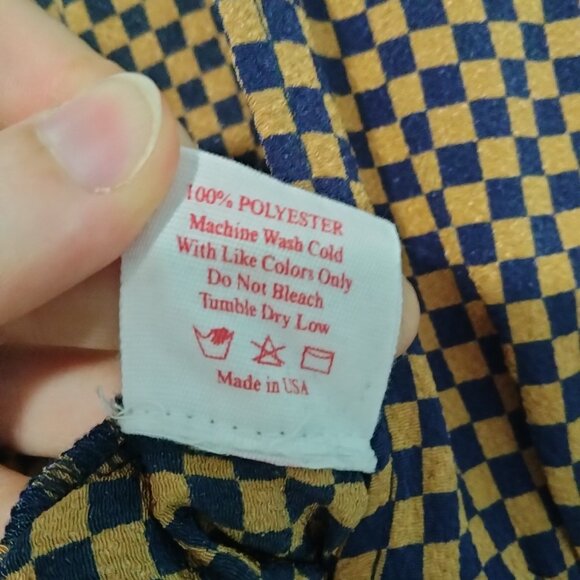 100% POLYESTER
Machine Wash Cold
With Like Colors Only
Do Not Bleach
Tumble Dry Low
Made in USA